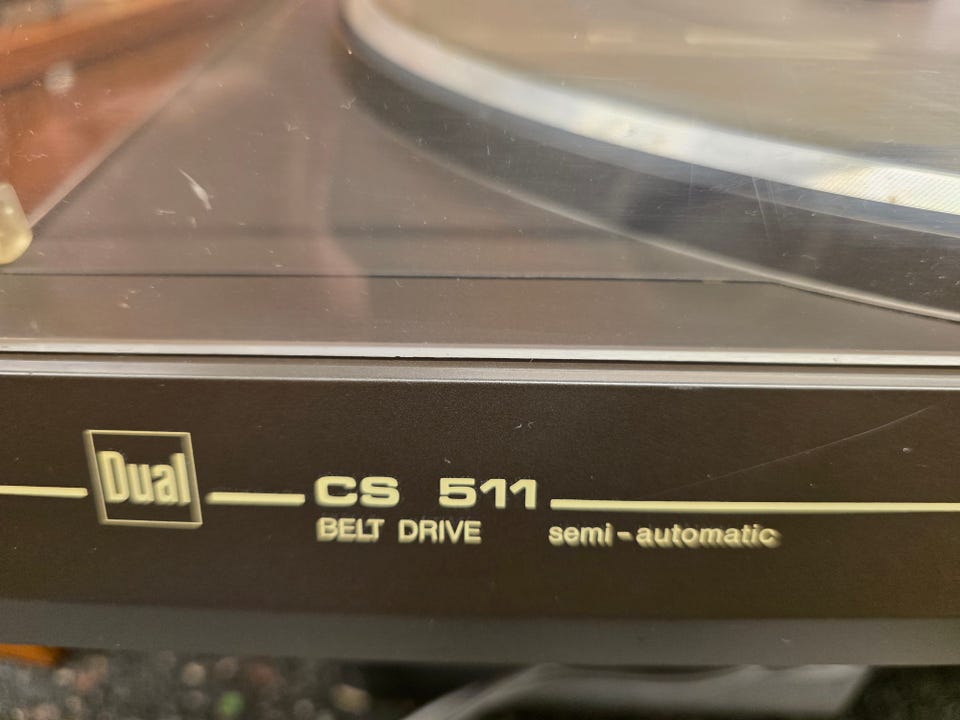 Dual
CS 511
BELT DRIVE semi-automatic